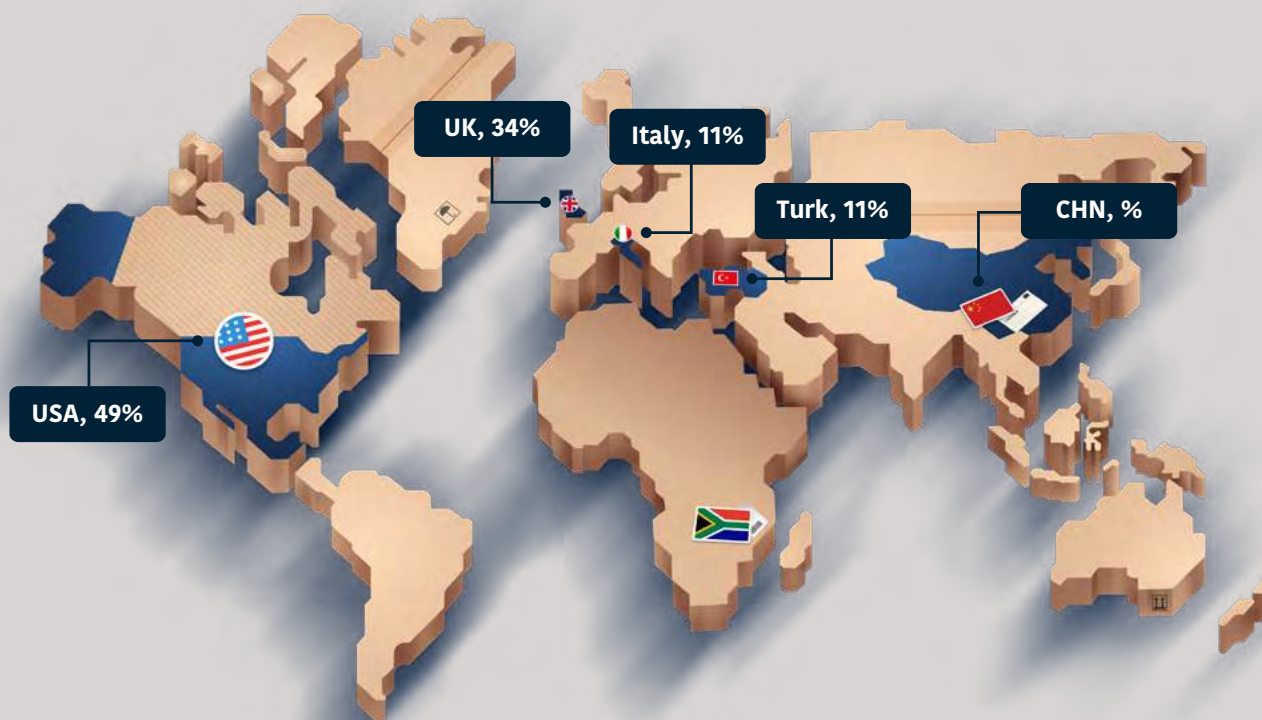 UK, 34%
Italy, 11%
Turk, 11%
CHN, %
USA, 49%